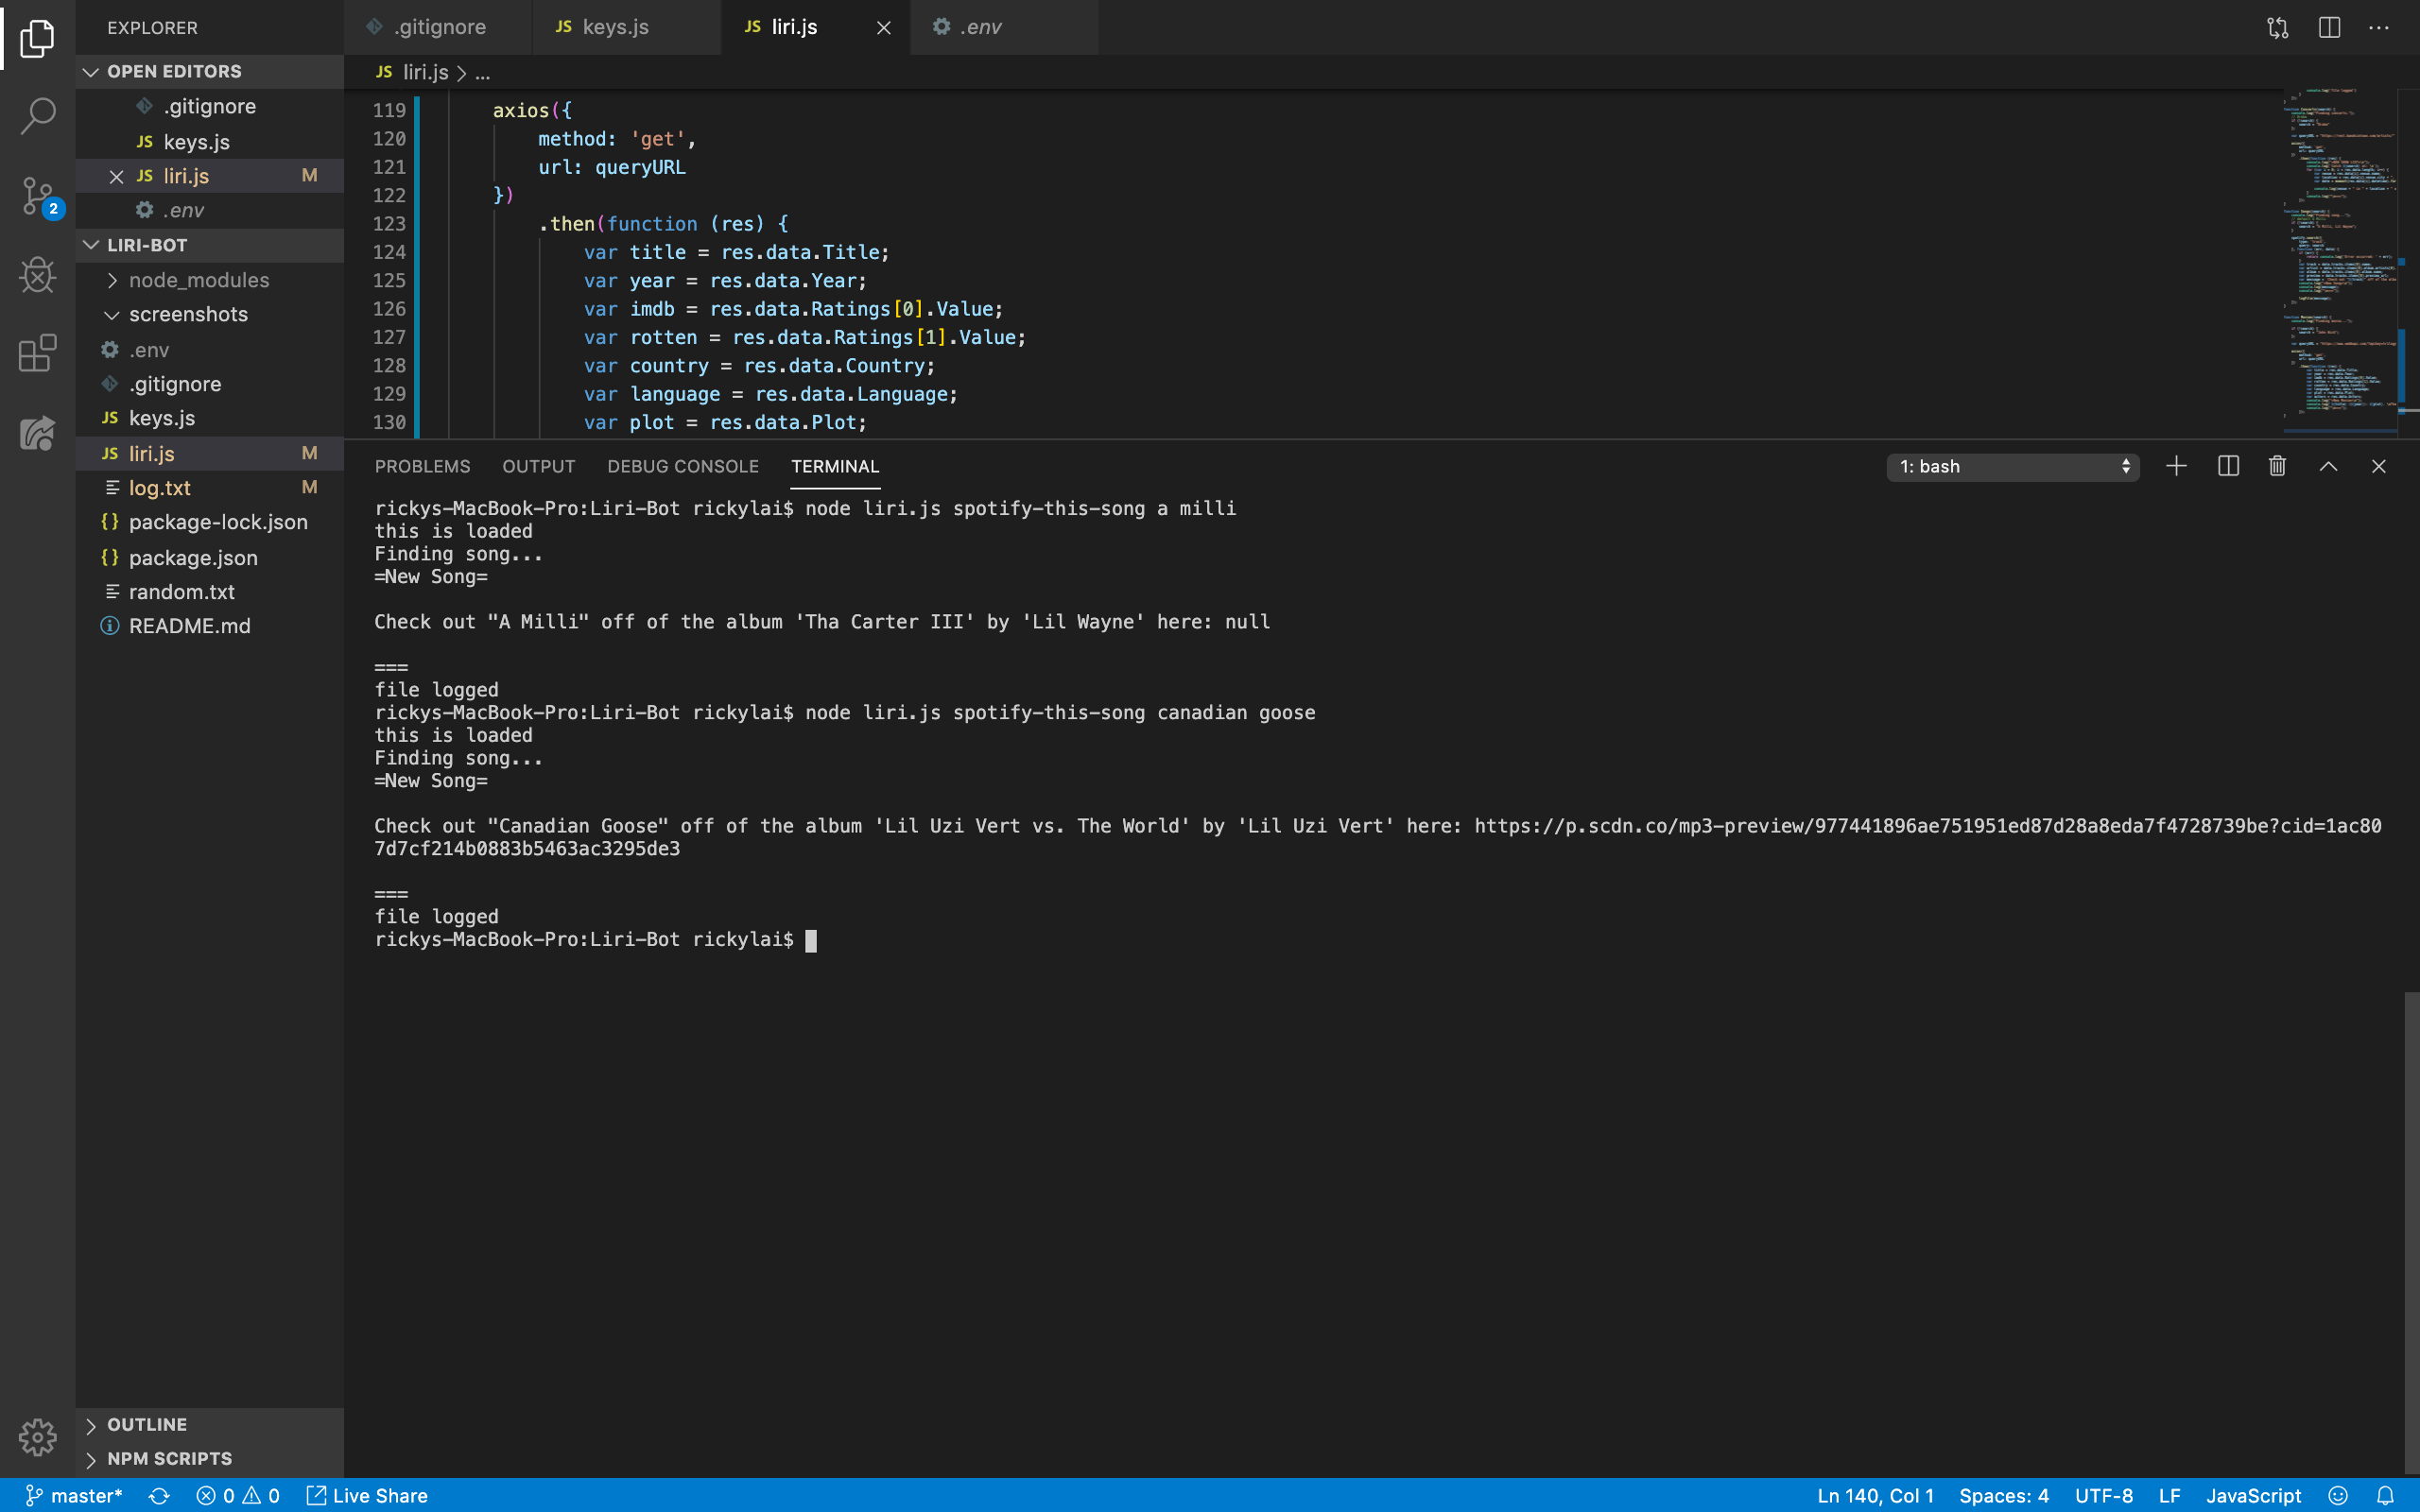 EXPLORER
OPEN EDITORS
.gitignore
JS keys.js
JS liri.js M
.env
2
LIRI-BOT
node_modules
screenshots
.env
.gitignore
JS keys.js
JS liri.js M
log.txt M
{} package-lock.json
{} package.json
random.txt
README.md
OUTLINE
NPM SCRIPTS
.gitignore
JS keys.js
JS liri.js
.env
JS liri.js > ...
119 axios({
120 method: 'get',
121 url: queryURL
122 })
123 .then(function (res) {
124 var title = res.data.Title;
125 var year = res.data.Year;
126 var imdb = res.data.Ratings[0].Value;
127 var rotten = res.data.Ratings[1].Value;
128 var country = res.data.Country;
129 var language = res.data.Language;
130 var plot = res.data.Plot;
PROBLEMS OUTPUT DEBUG CONSOLE TERMINAL 1: bash
rickys-MacBook-Pro:Liri-Bot rickylai$ node liri.js spotify-this-song a milli
this is loaded
Finding song...
=New Song=
Check out "A Milli" off of the album 'Tha Carter III' by 'Lil Wayne' here: null
===
file logged
rickys-MacBook-Pro:Liri-Bot rickylai$ node liri.js spotify-this-song canadian goose
this is loaded
Finding song...
=New Song=
Check out "Canadian Goose" off of the album 'Lil Uzi Vert vs. The World' by 'Lil Uzi Vert' here: https://p.scdn.co/mp3-preview/977441896ae751951ed87d28a8eda7f4728739be?cid=1ac80
7d7cf214b0883b5463ac3295de3
===
file logged
rickys-MacBook-Pro:Liri-Bot rickylai$
master* 0 0 Live Share Ln 140, Col 1 Spaces: 4 UTF-8 LF JavaScript